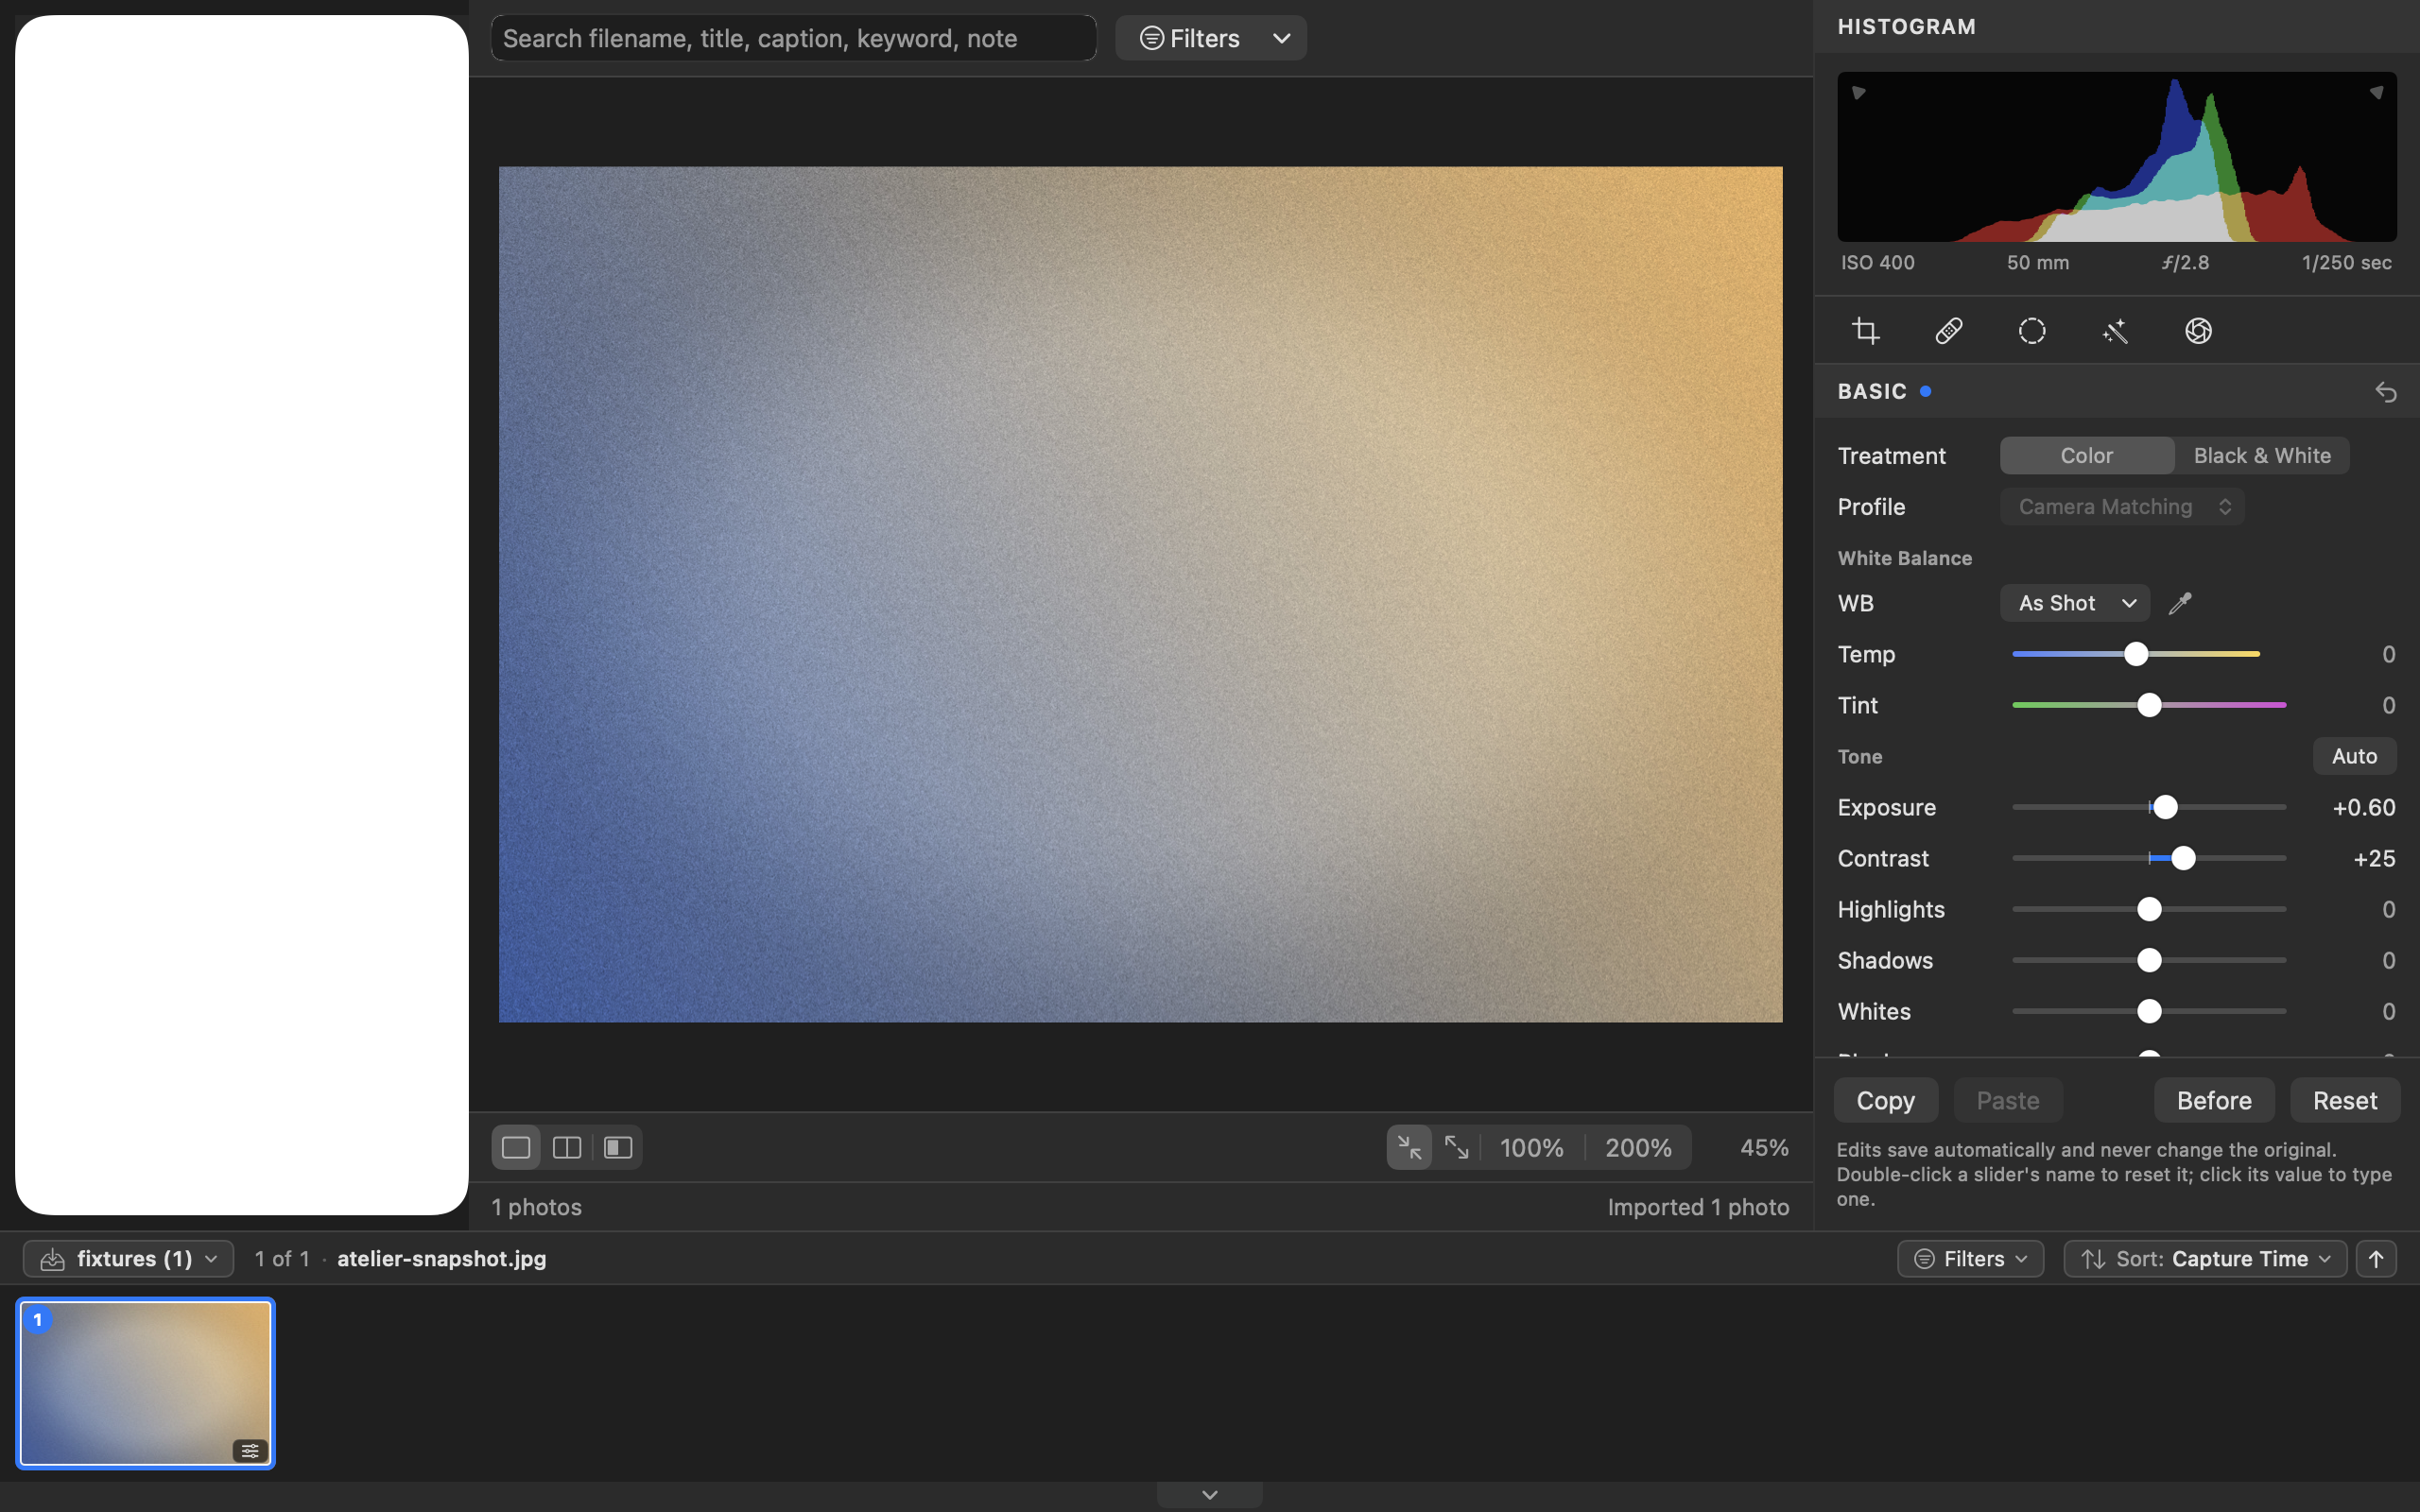 Search filename, title, caption, keyword, note
Filters
HISTOGRAM
ISO 400 50 mm ƒ/2.8 1/250 sec
BASIC
Treatment Color Black & White
Profile Camera Matching
White Balance
WB As Shot
Temp 0
Tint 0
Tone Auto
Exposure +0.60
Contrast +25
Highlights 0
Shadows 0
Whites 0
Copy Paste Before Reset
Edits save automatically and never change the original.
Double-click a slider's name to reset it; click its value to type
one.
100% 200% 45%
1 photos Imported 1 photo
fixtures (1) 1 of 1 · atelier-snapshot.jpg Filters Sort: Capture Time
1